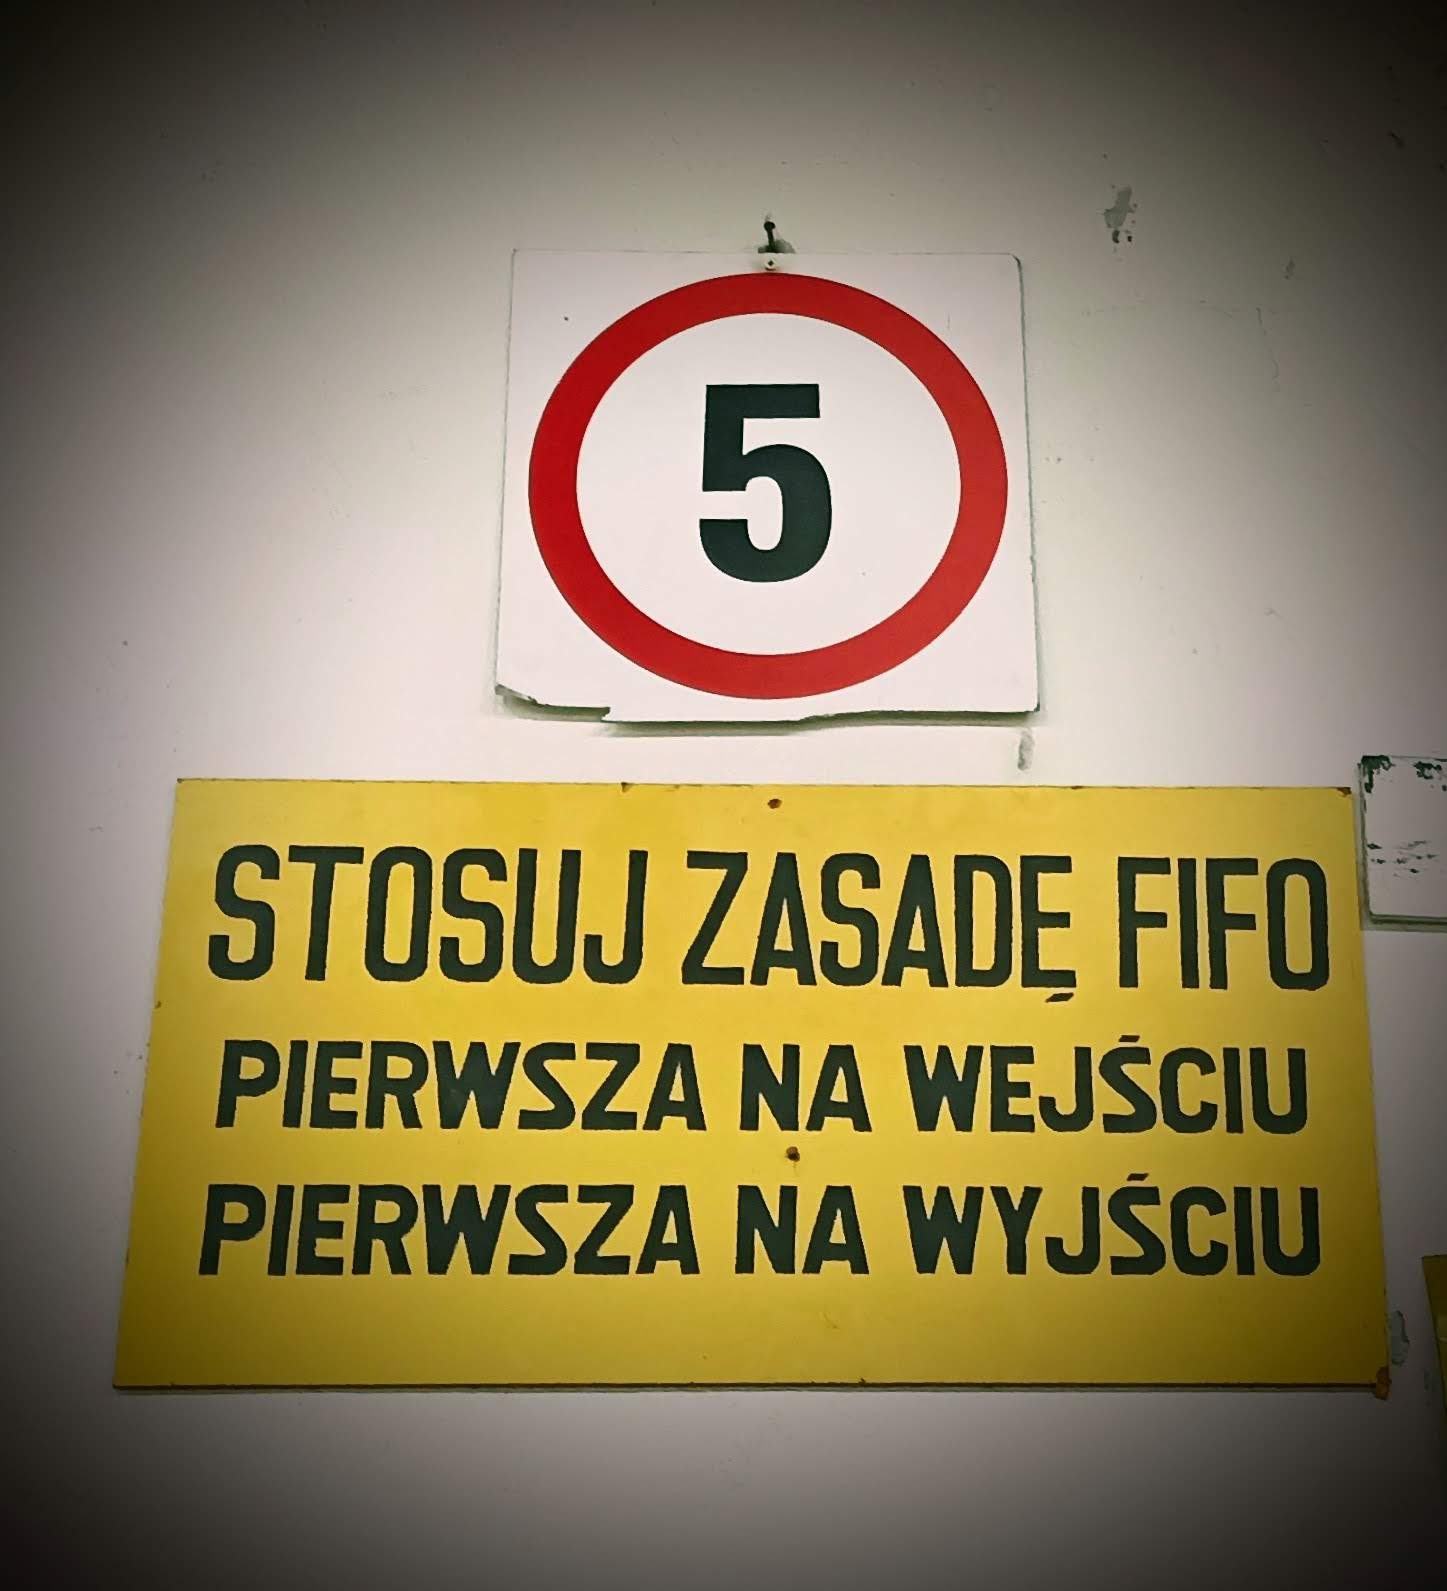 5
STOSUJ ZASADĘ FIFO
PIERWSZA NA WEJŚCIU
PIERWSZA NA WYJŚCIU